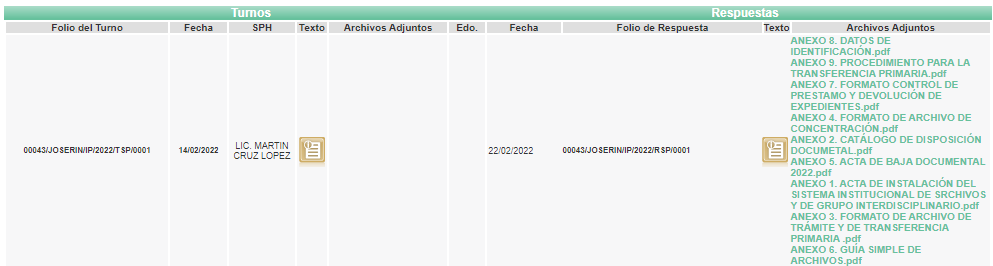 Turnos
Respuestas
Folio del Turno
Fecha
SPH
Texto
Archivos Adjuntos
Edo.
Fecha
Folio de Respuesta
Texto
Archivos Adjuntos
00043/JOSERIN/IP/2022/TSP/0001
14/02/2022
LIC. MARTIN
CRUZ LOPEZ
22/02/2022
00043/JOSERIN/IP/2022/RSP/0001
ANEXO 8. DATOS DE
IDENTIFICACIÓN.pdf
ANEXO 9. PROCEDIMIENTO PARA LA
TRANSFERENCIA PRIMARIA.pdf
ANEXO 7. FORMATO CONTROL DE
PRESTAMO Y DEVOLUCIÓN DE
EXPEDIENTES.pdf
ANEXO 4. FORMATO DE ARCHIVO DE
CONCENTRACIÓN.pdf
ANEXO 2. CATÁLOGO DE DISPOSICIÓN
DOCUMETAL.pdf
ANEXO 5. ACTA DE BAJA DOCUMENTAL
2022.pdf
ANEXO 1. ACTA DE INSTALACIÓN DEL
SISTEMA INSTITUCIONAL DE SRCHIVOS
Y DE GRUPO INTERDISCIPLINARIO.pdf
ANEXO 3. FORMATO DE ARCHIVO DE
TRÁMITE Y DE TRANSFERENCIA
PRIMARIA .pdf
ANEXO 6. GUÍA SIMPLE DE
ARCHIVOS.pdf